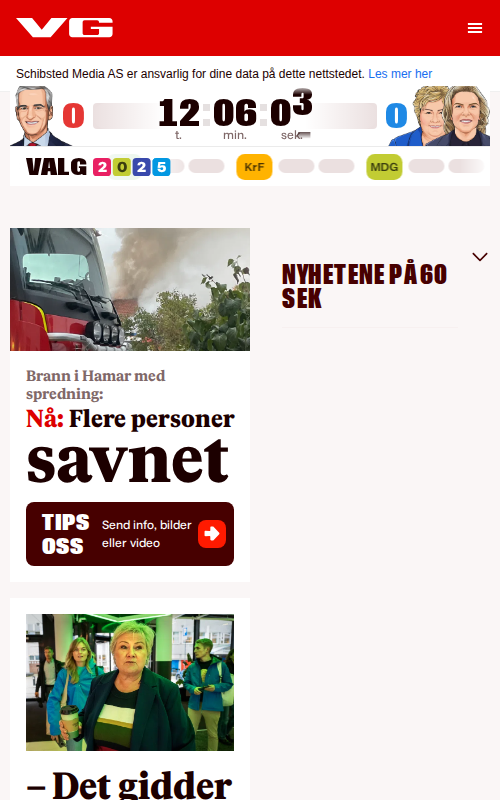 VG
Schibsted Media AS er ansvarlig for dine data på dette nettstedet. Les mer her
0 12:06:03 0
t. min. sek.
VALG 2025 KrF MDG
NYHETENE PÅ 60
SEK
Brann i Hamar med
spredning:
Nå: Flere personer
savnet
TIPS
OSS
Send info, bilder
eller video
– Det gidder